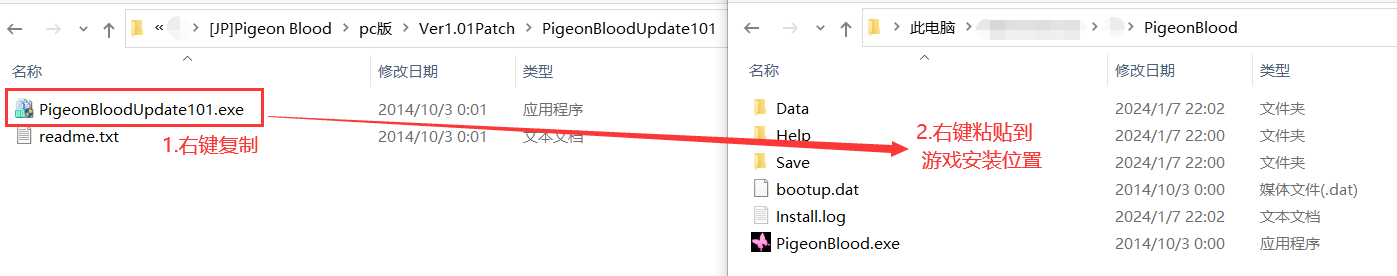 « [JP]Pigeon Blood > pc版 > Ver1.01Patch > PigeonBloodUpdate101
名称 修改日期 类型
PigeonBloodUpdate101.exe 2014/10/3 0:01 应用程序
readme.txt 2014/10/3 0:01 文本文档
1.右键复制
> 此电脑 > > > PigeonBlood
名称 修改日期 类型
Data 2024/1/7 22:02 文件夹
Help 2024/1/7 22:00 文件夹
Save 2024/1/7 22:02 文件夹
bootup.dat 2014/10/3 0:00 媒体文件(.dat)
Install.log 2024/1/7 22:02 文本文档
PigeonBlood.exe 2014/10/3 0:00 应用程序
2.右键粘贴到
游戏安装位置